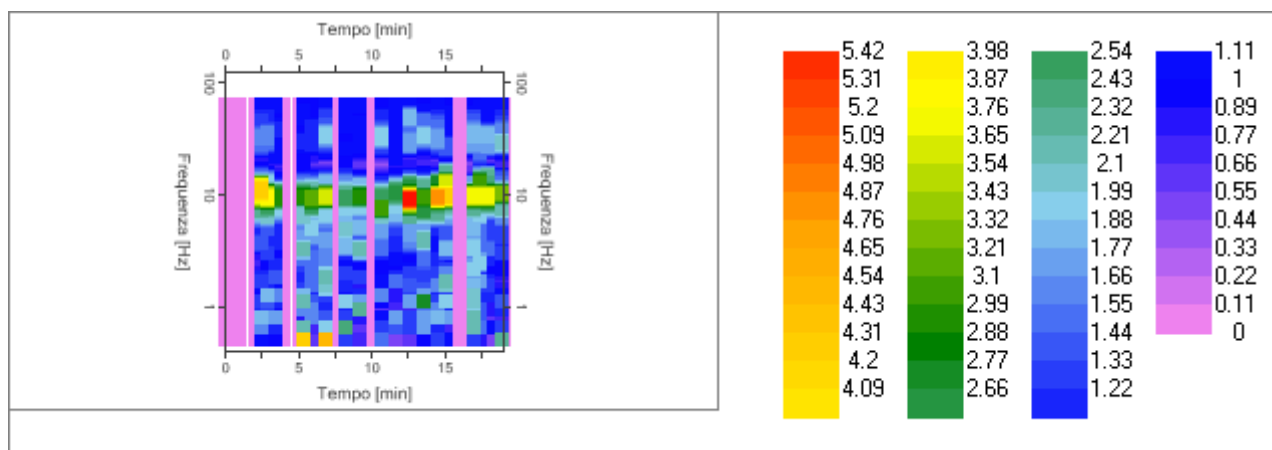 Tempo [min]
0 5 10 15
100 100
Frequenza [Hz] 10 10 Frequenza [Hz]
1 1
0 5 10 15
Tempo [min]
5.42 3.98 2.54 1.11
5.31 3.87 2.43 1
5.2 3.76 2.32 0.89
5.09 3.65 2.21 0.77
4.98 3.54 2.1 0.66
4.87 3.43 1.99 0.55
4.76 3.32 1.88 0.44
4.65 3.21 1.77 0.33
4.54 3.1 1.66 0.22
4.43 2.99 1.55 0.11
4.31 2.88 1.44 0
4.2 2.77 1.33
4.09 2.66 1.22